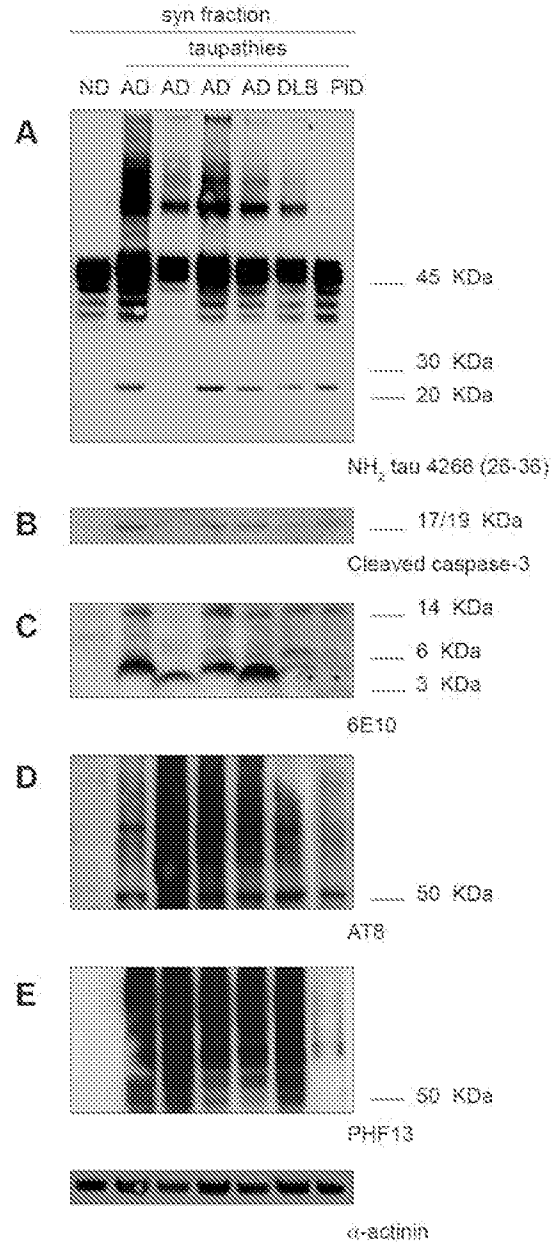 syn fraction
taupathies
ND AD AD AD AD DLB PiD
A
45 KDa
30 KDa
20 KDa
NH2 tau 4268 (26-36)
B
17/19 KDa
Cleaved caspase-3
C
14 KDa
6 KDa
3 KDa
6E10
D
50 KDa
AT8
E
50 KDa
PHF13
α-actinin